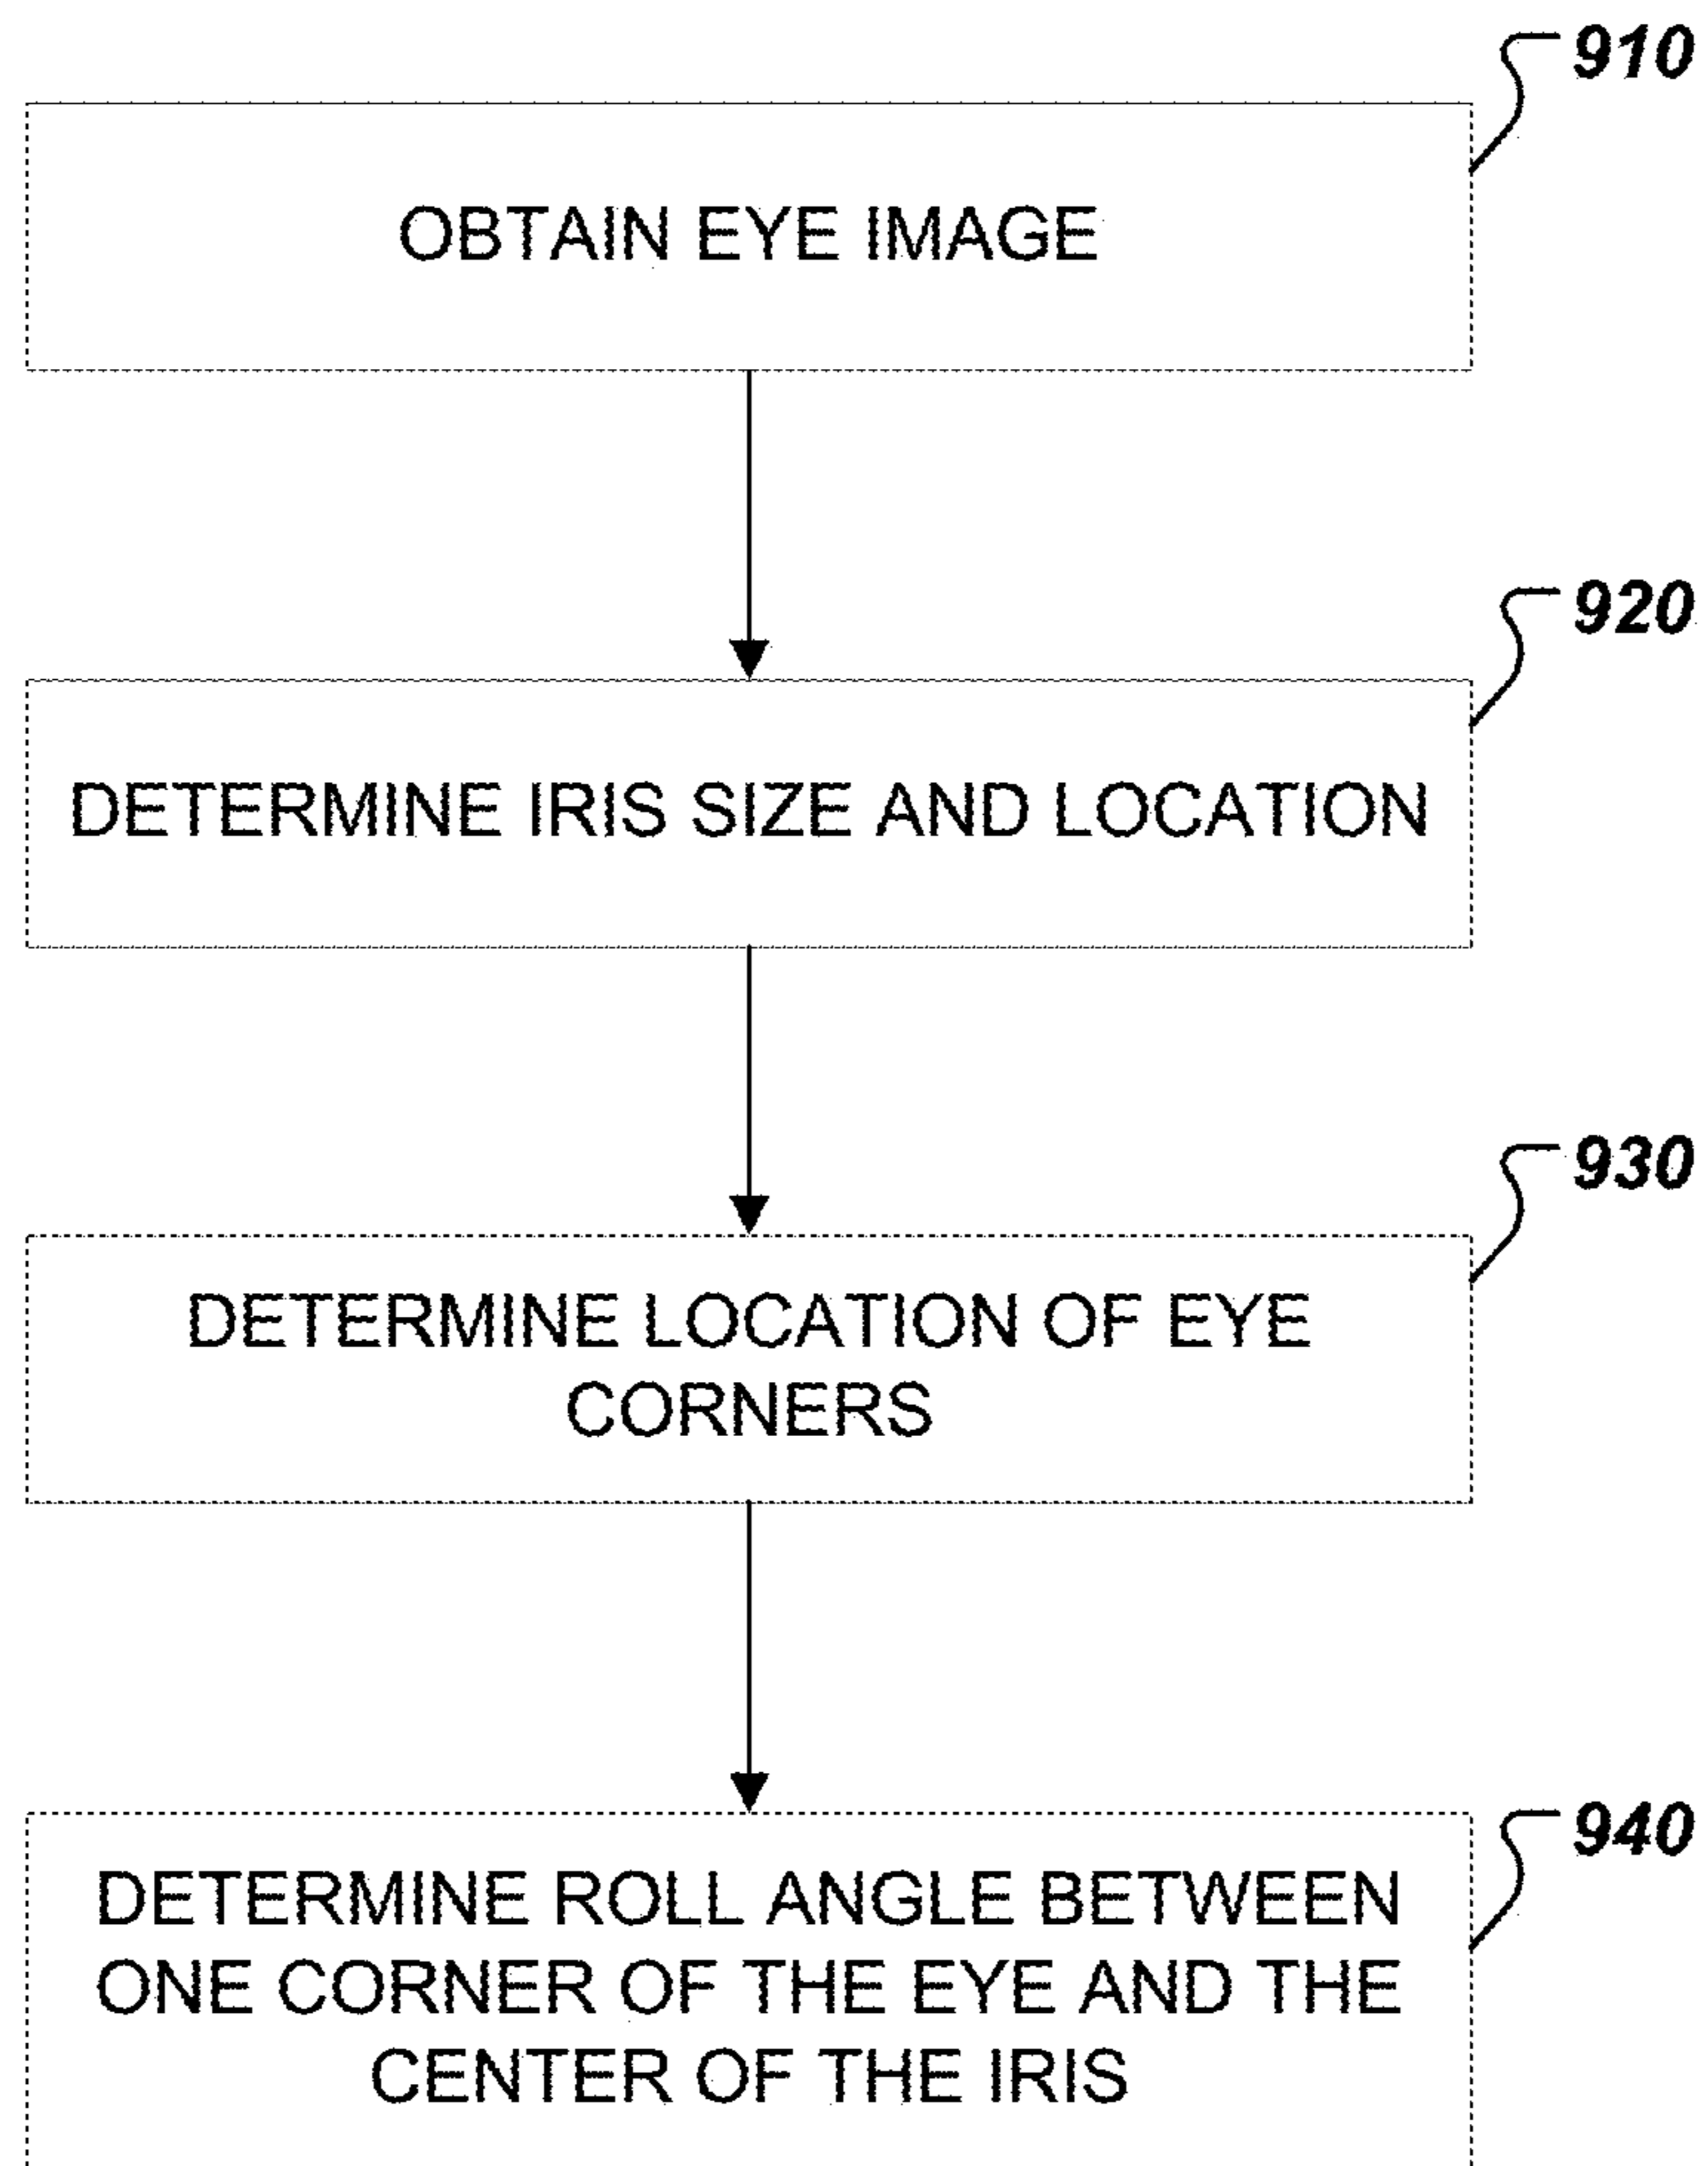 910
OBTAIN EYE IMAGE
920
DETERMINE IRIS SIZE AND LOCATION
930
DETERMINE LOCATION OF EYE
CORNERS
940
DETERMINE ROLL ANGLE BETWEEN
ONE CORNER OF THE EYE AND THE
CENTER OF THE IRIS